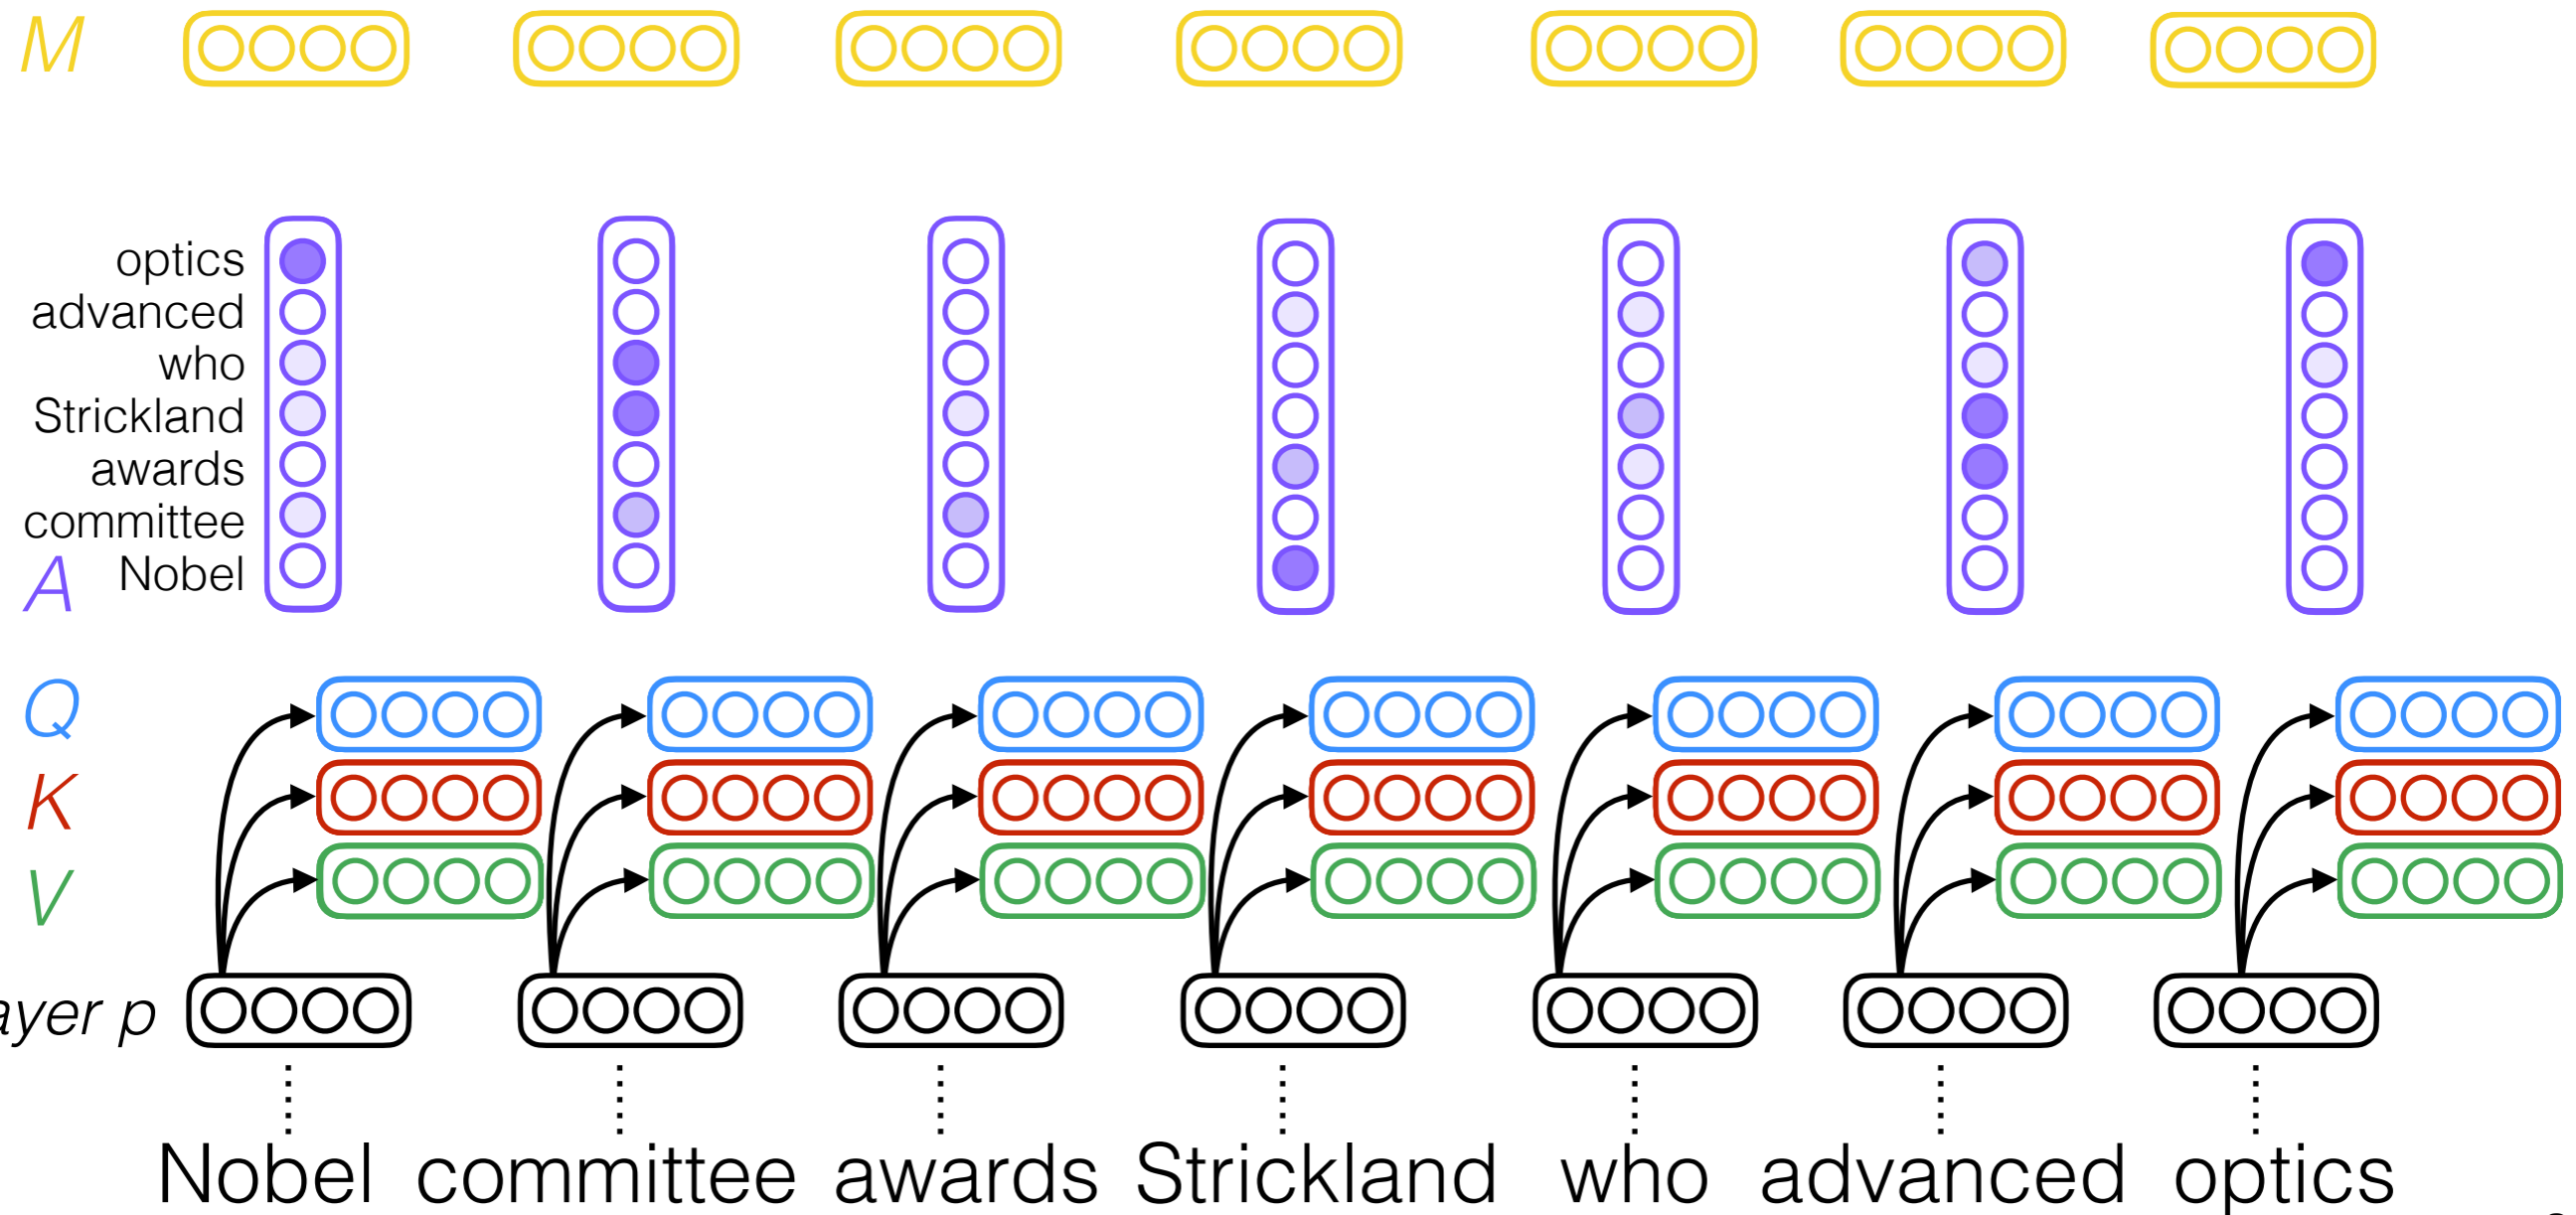 M
optics
advanced
who
Strickland
awards
committee
A Nobel
Q
K
V
ayer p
Nobel committee awards Strickland who advanced optics